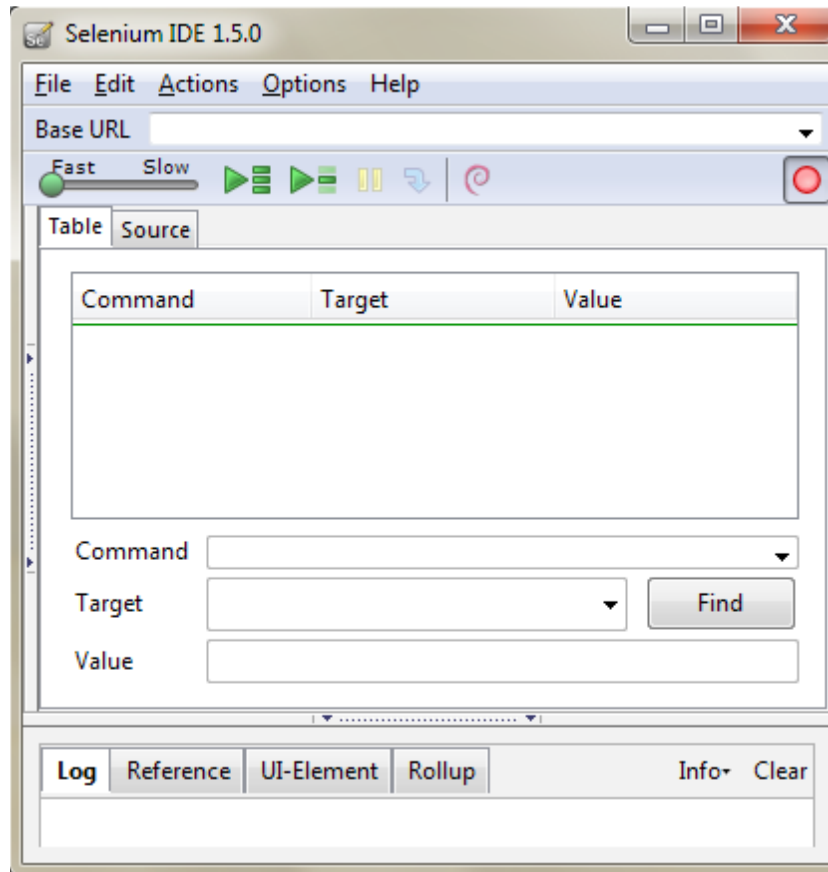 Selenium IDE 1.5.0
File Edit Actions Options Help
Base URL
Fast Slow
Table Source
Command Target Value
Command
Target Find
Value
Log Reference UI-Element Rollup Info Clear